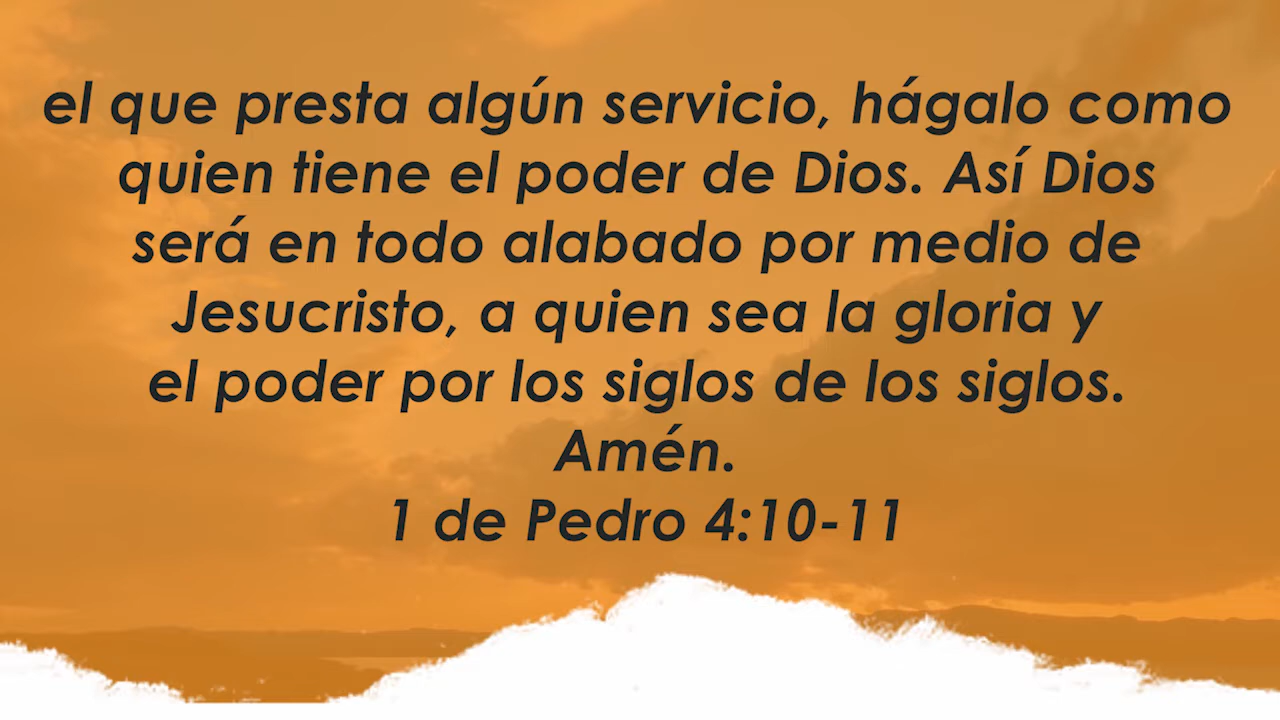 el que presta algún servicio, hágalo como
quien tiene el poder de Dios. Así Dios
será en todo alabado por medio de
Jesucristo, a quien sea la gloria y
el poder por los siglos de los siglos.
Amén.
1 de Pedro 4:10-11